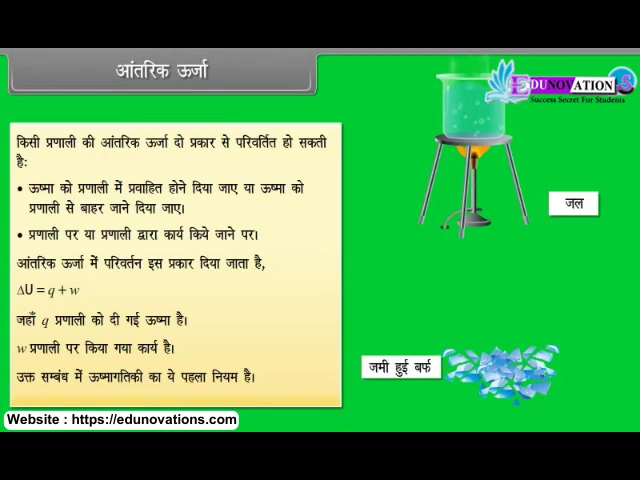 आंतरिक ऊर्जा
EDUNOVATIONS
Success Secret For Students
किसी प्रणाली की आंतरिक ऊर्जा दो प्रकार से परिवर्तित हो सकती
है:
• ऊष्मा को प्रणाली में प्रवाहित होने दिया जाए या ऊष्मा को
प्रणाली से बाहर जाने दिया जाए।
• प्रणाली पर या प्रणाली द्वारा कार्य किये जाने पर।
आंतरिक ऊर्जा में परिवर्तन इस प्रकार दिया जाता है,
ΔU = q + w
जहाँ q प्रणाली को दी गई ऊष्मा है।
w प्रणाली पर किया गया कार्य है।
उक्त सम्बंध में ऊष्मागतिकी का ये पहला नियम है।
जल
जमी हुई बर्फ
Website : https://edunovations.com